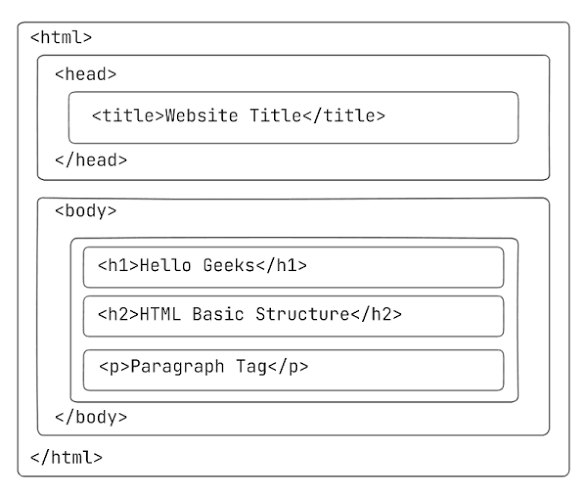 <html>
<head>
<title>Website Title</title>
</head>
<body>
<h1>Hello Geeks</h1>
<h2>HTML Basic Structure</h2>
<p>Paragraph Tag</p>
</body>
</html>